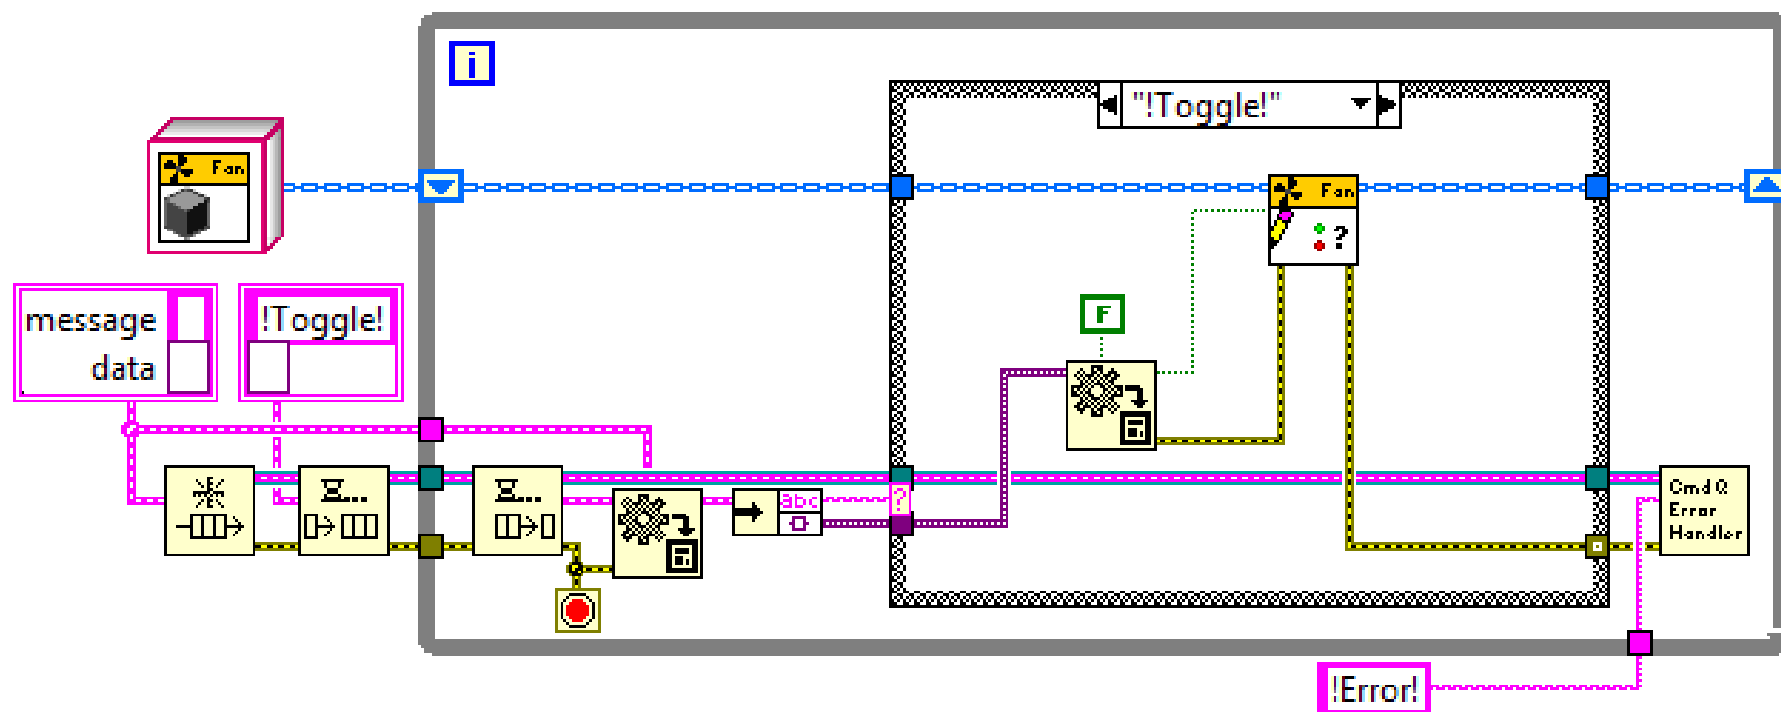 i
"!Toggle!"
Fan
Fan
message
data
!Toggle!
F
abc
?
?
Cmd Q
Error
Handler
!Error!